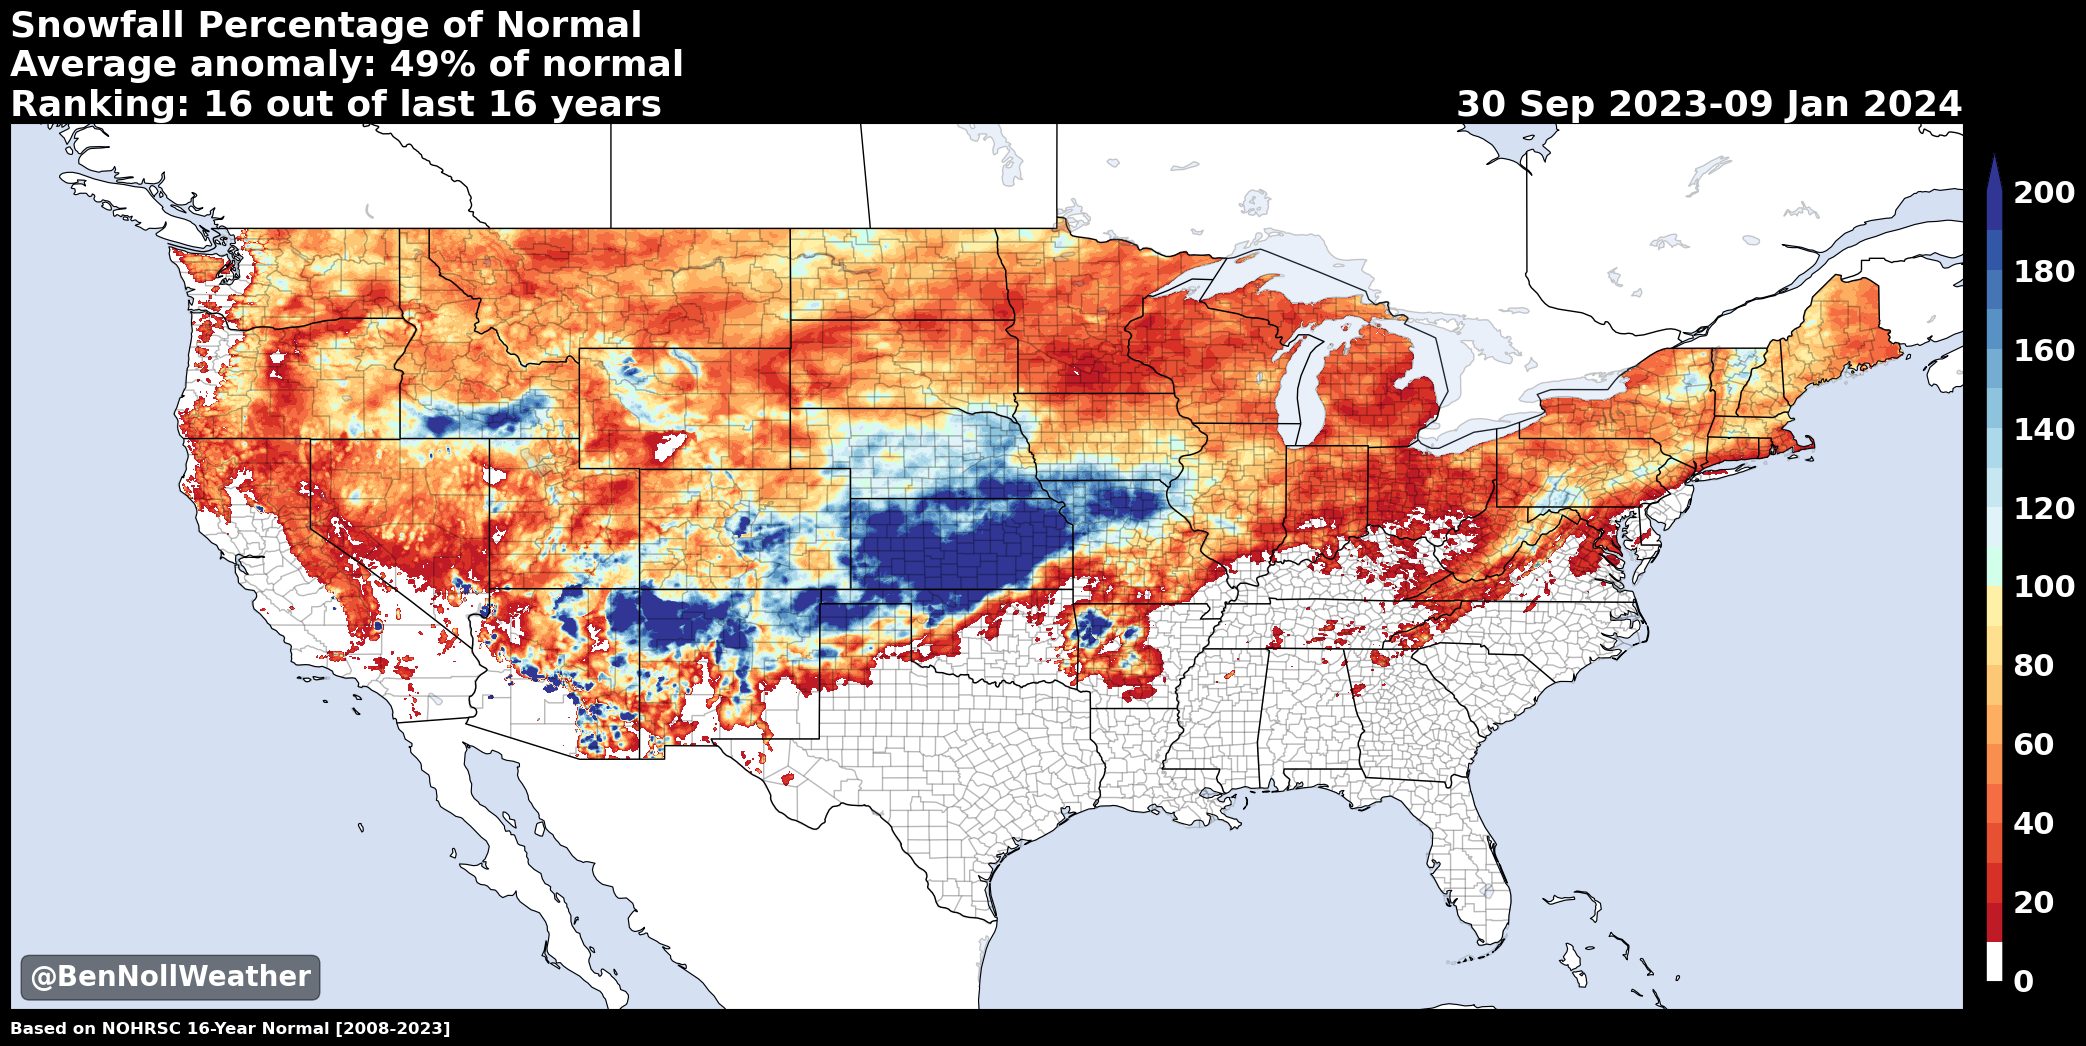 Snowfall Percentage of Normal
Average anomaly: 49% of normal
Ranking: 16 out of last 16 years
30 Sep 2023-09 Jan 2024
200
180
160
140
120
100
80
60
40
20
0
@BenNollWeather
Based on NOHRSC 16-Year Normal [2008-2023]